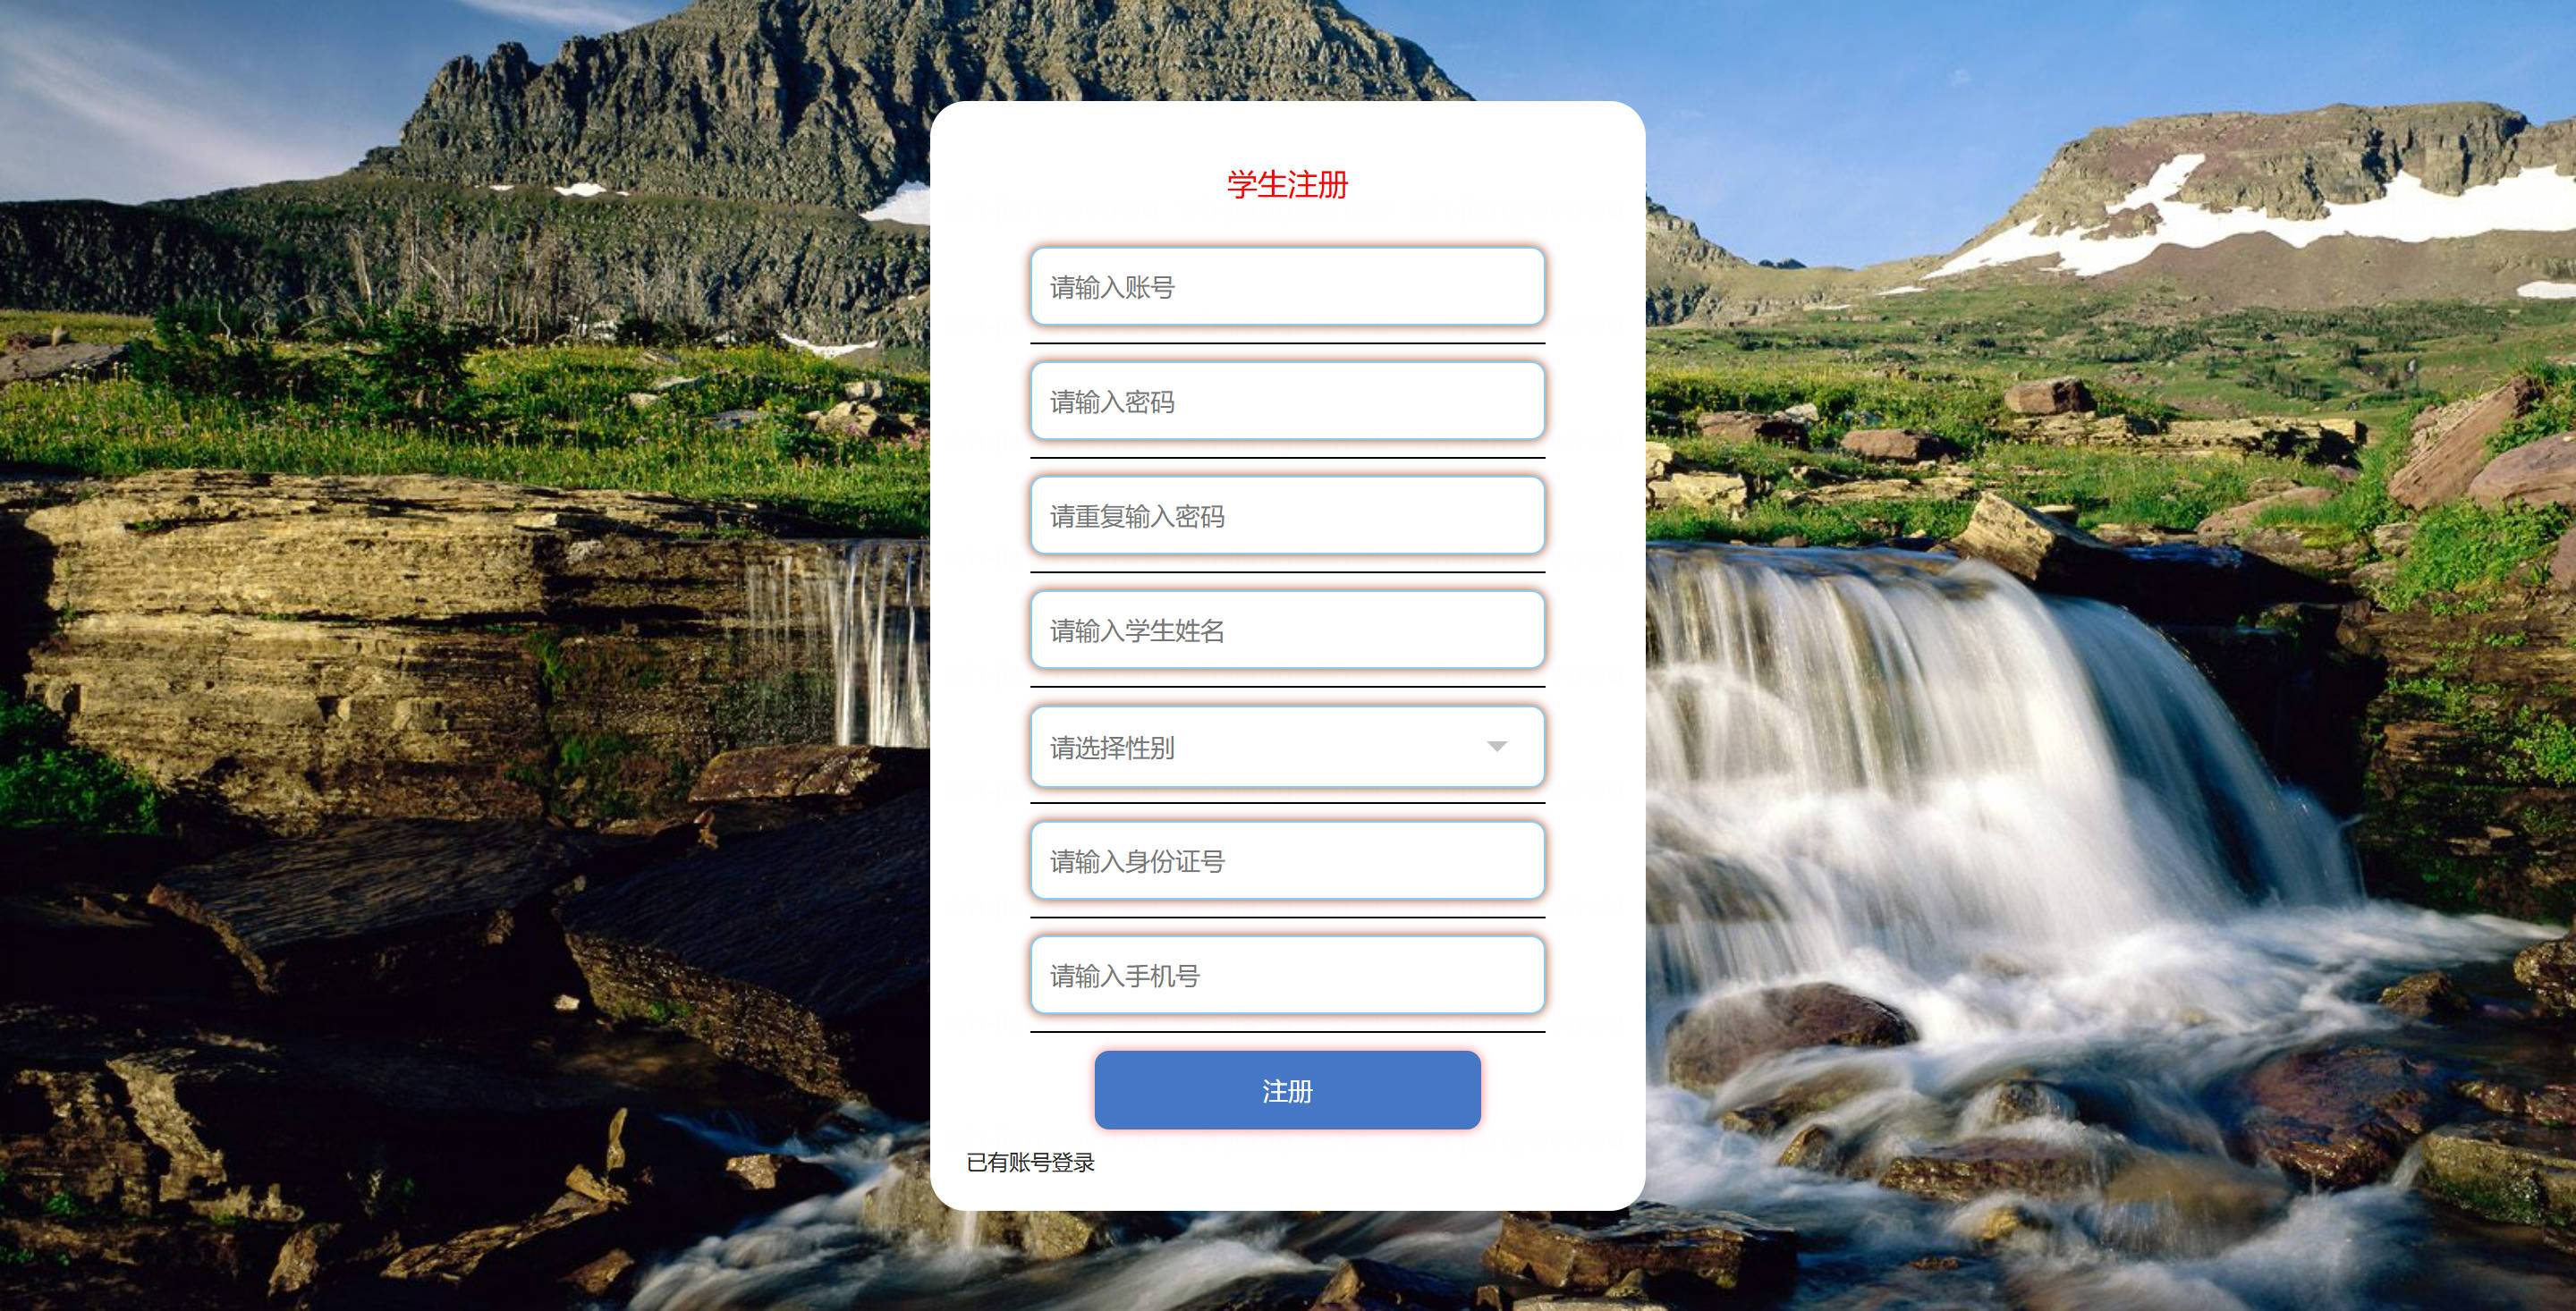 学生注册
请输入账号
请输入密码
请重复输入密码
请输入学生姓名
请选择性别
请输入身份证号
请输入手机号
注册
已有账号登录